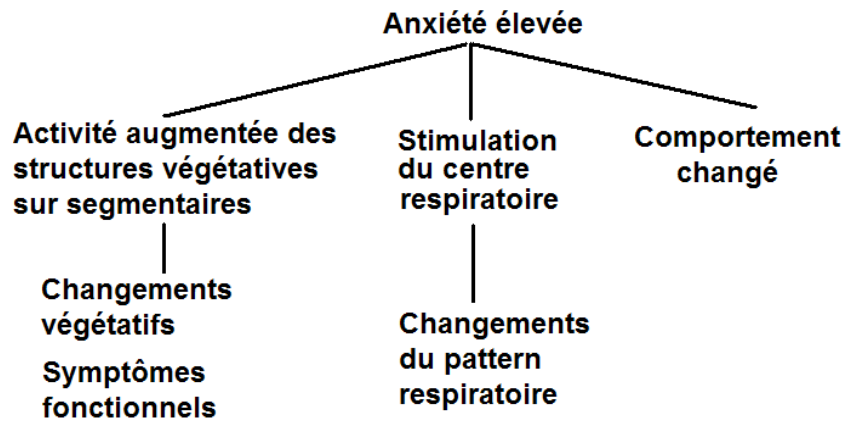 Anxiété élevée
Activité augmentée des
structures végétatives
sur segmentaires
Stimulation
du centre
respiratoire
Comportement
changé
Changements
végétatifs
Symptômes
fonctionnels
Changements
du pattern
respiratoire